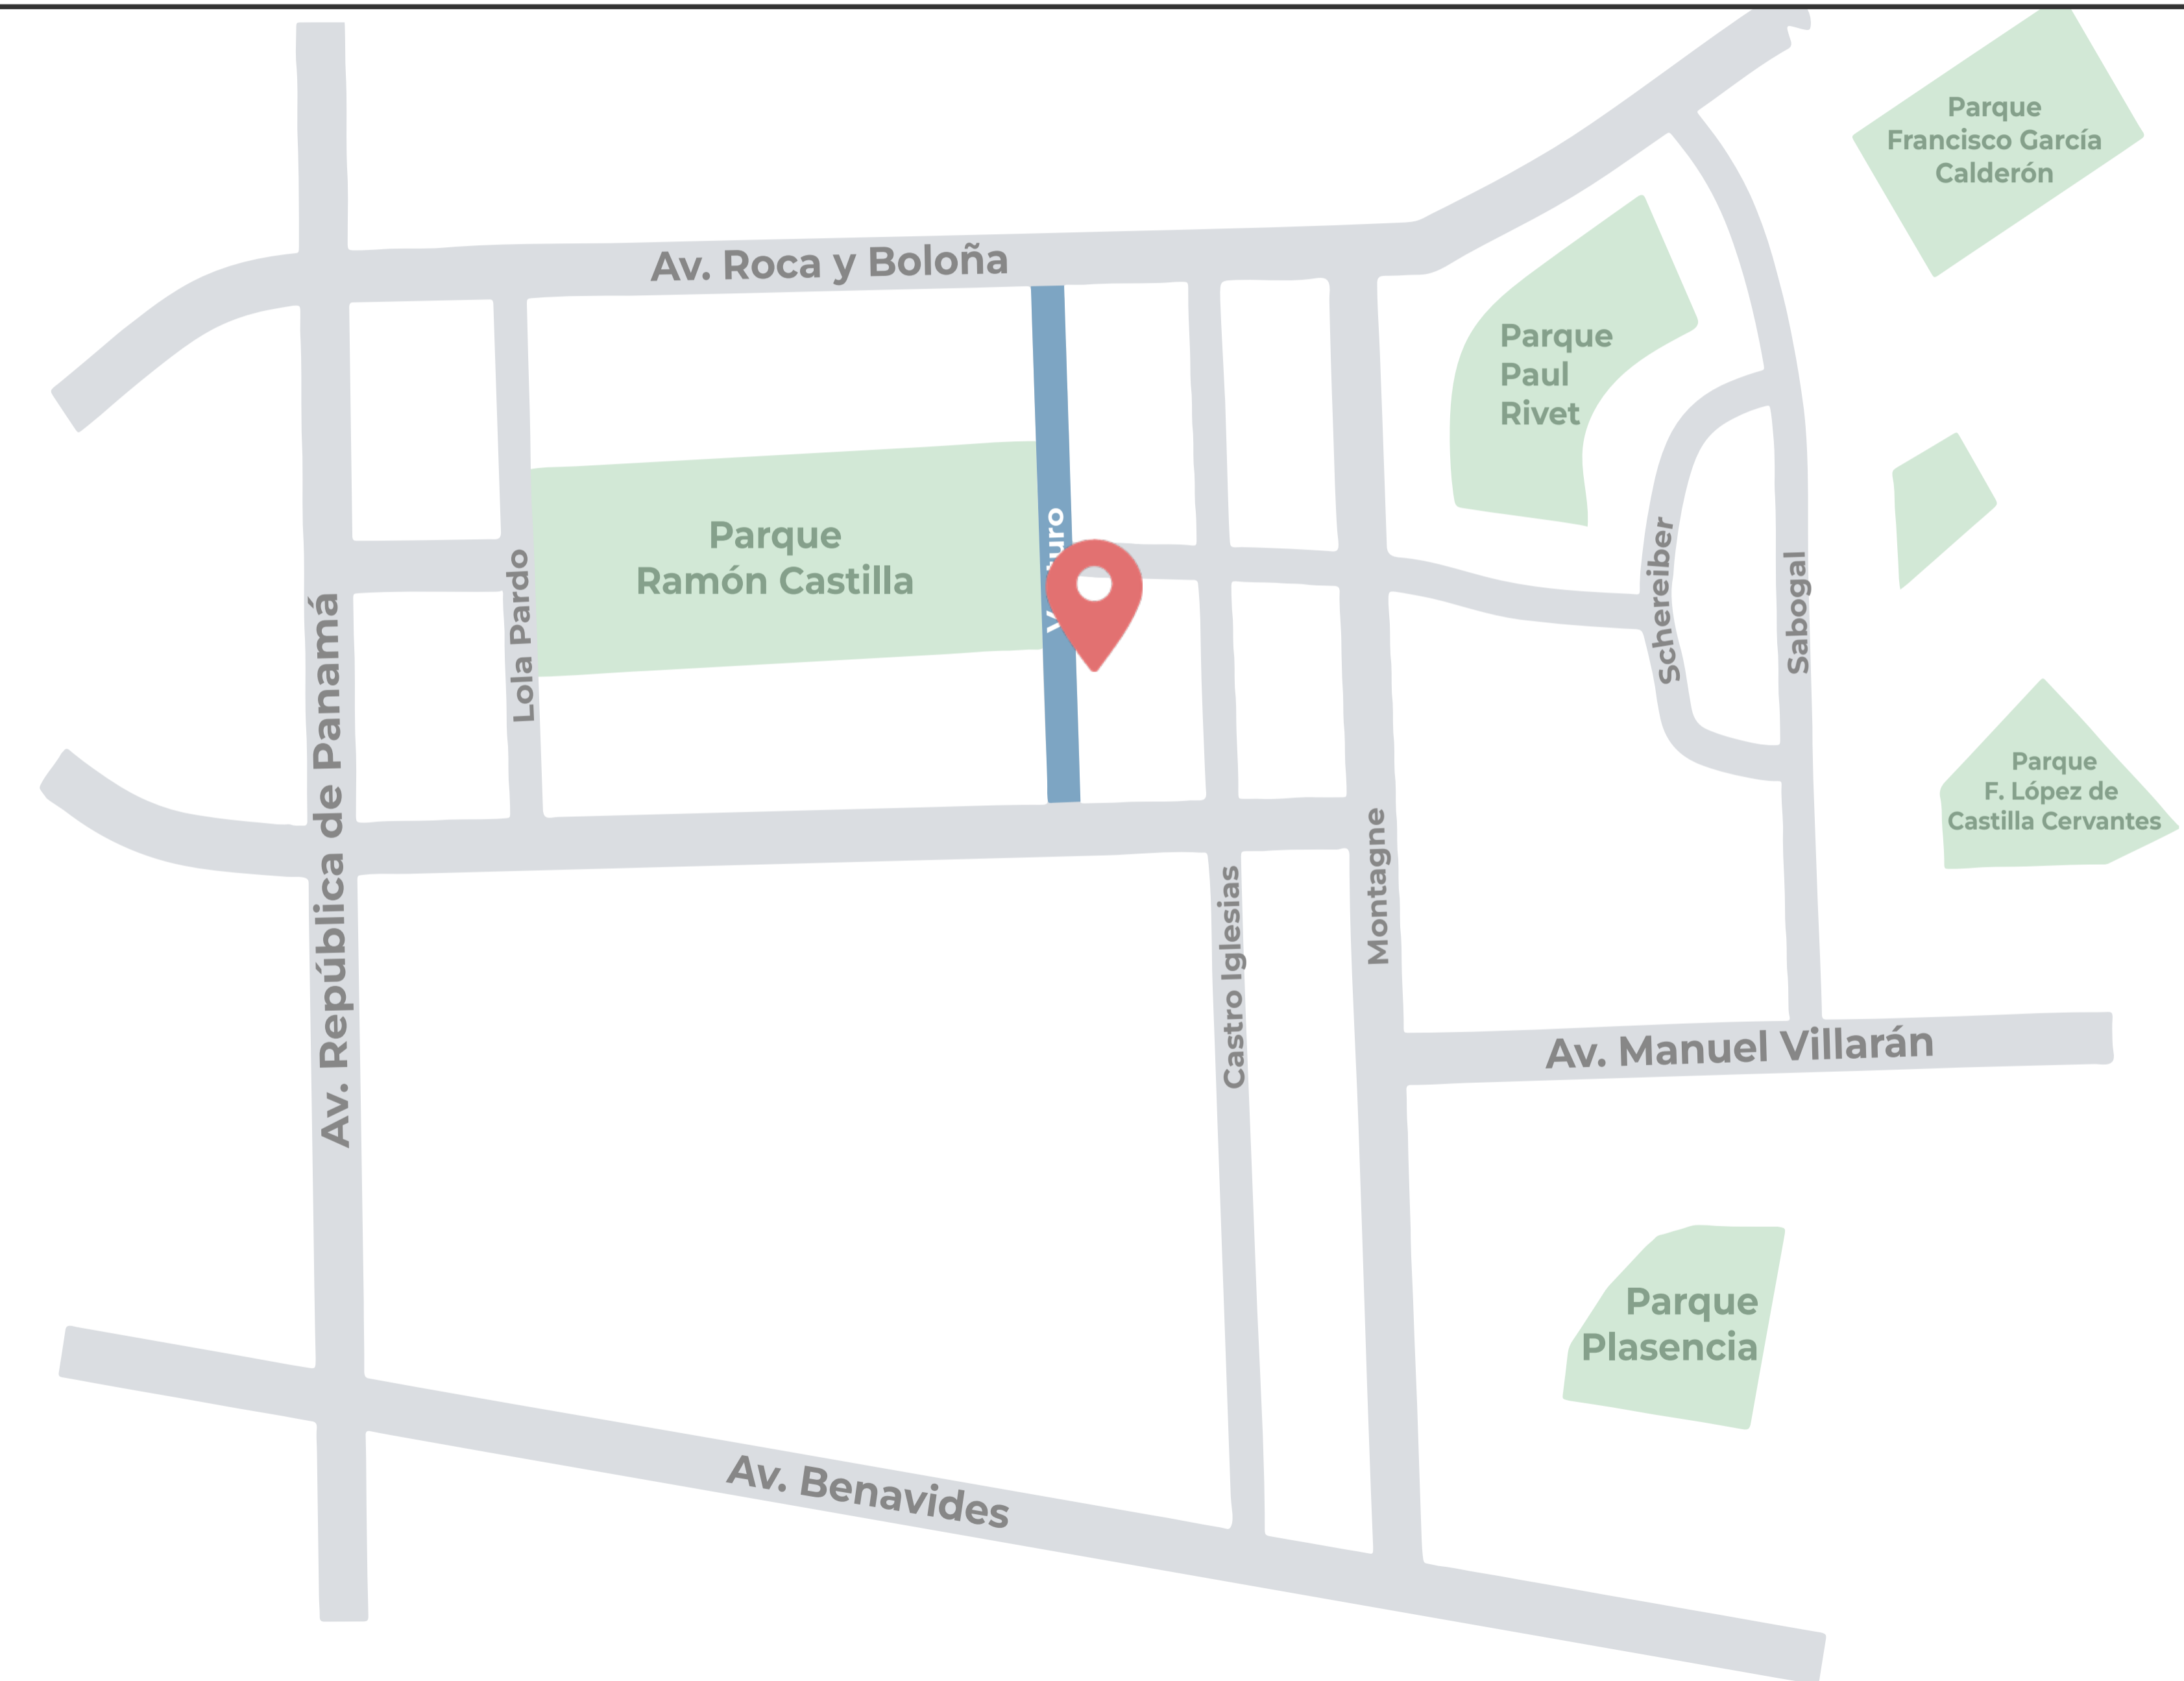 Parque
Francisco García
Calderón
Av. Roca y Boloña
Parque
Paul
Rivet
Parque
Ramón Castilla
Lola Pardo
Schereiber
Sabogal
Av. República de Panamá
Parque
F. López de
Castilla Cervantes
Montagne
Castro Iglesias
Av. Manuel Villarán
Parque
Plasencia
Av. Benavides